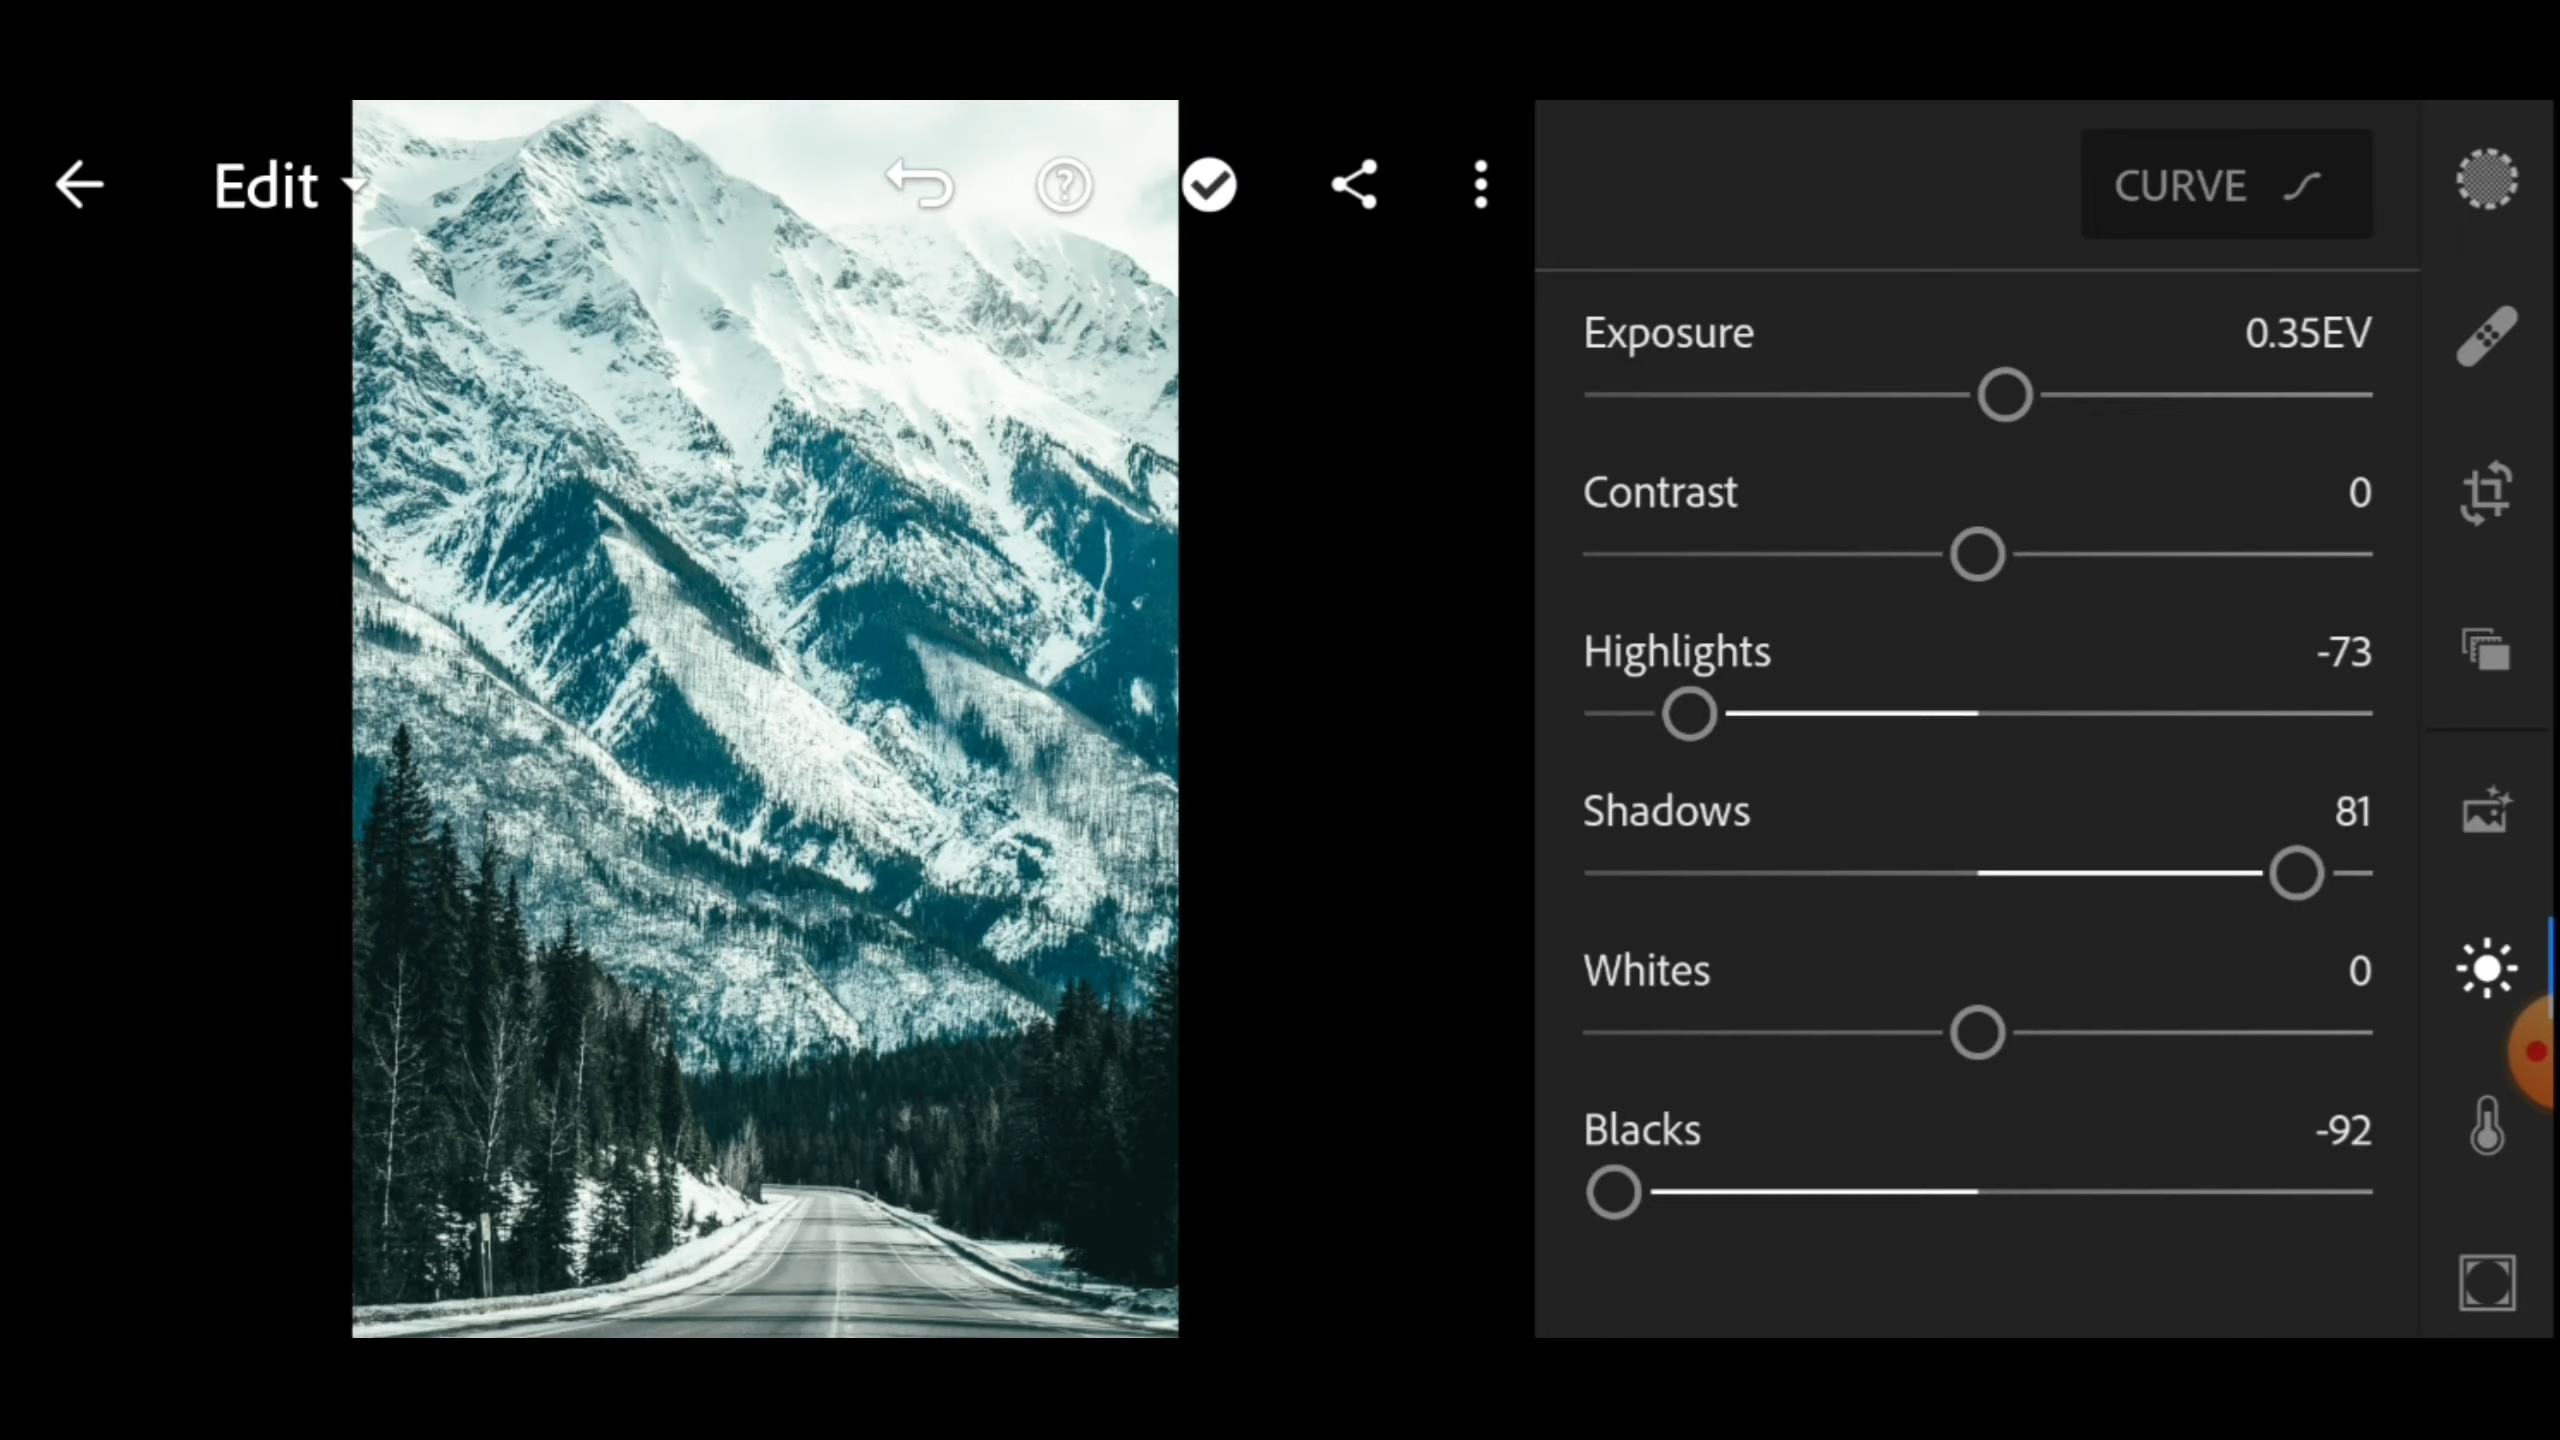 Edit
CURVE
Exposure 0.35EV
Contrast 0
Highlights -73
Shadows 81
Whites 0
Blacks -92